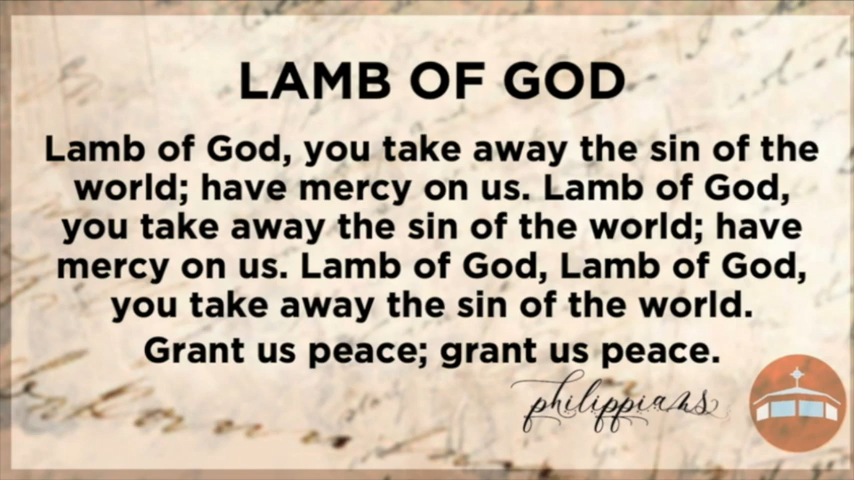 LAMB OF GOD
Lamb of God, you take away the sin of the
world; have mercy on us. Lamb of God,
you take away the sin of the world; have
mercy on us. Lamb of God, Lamb of God,
you take away the sin of the world.
Grant us peace; grant us peace.
philippians